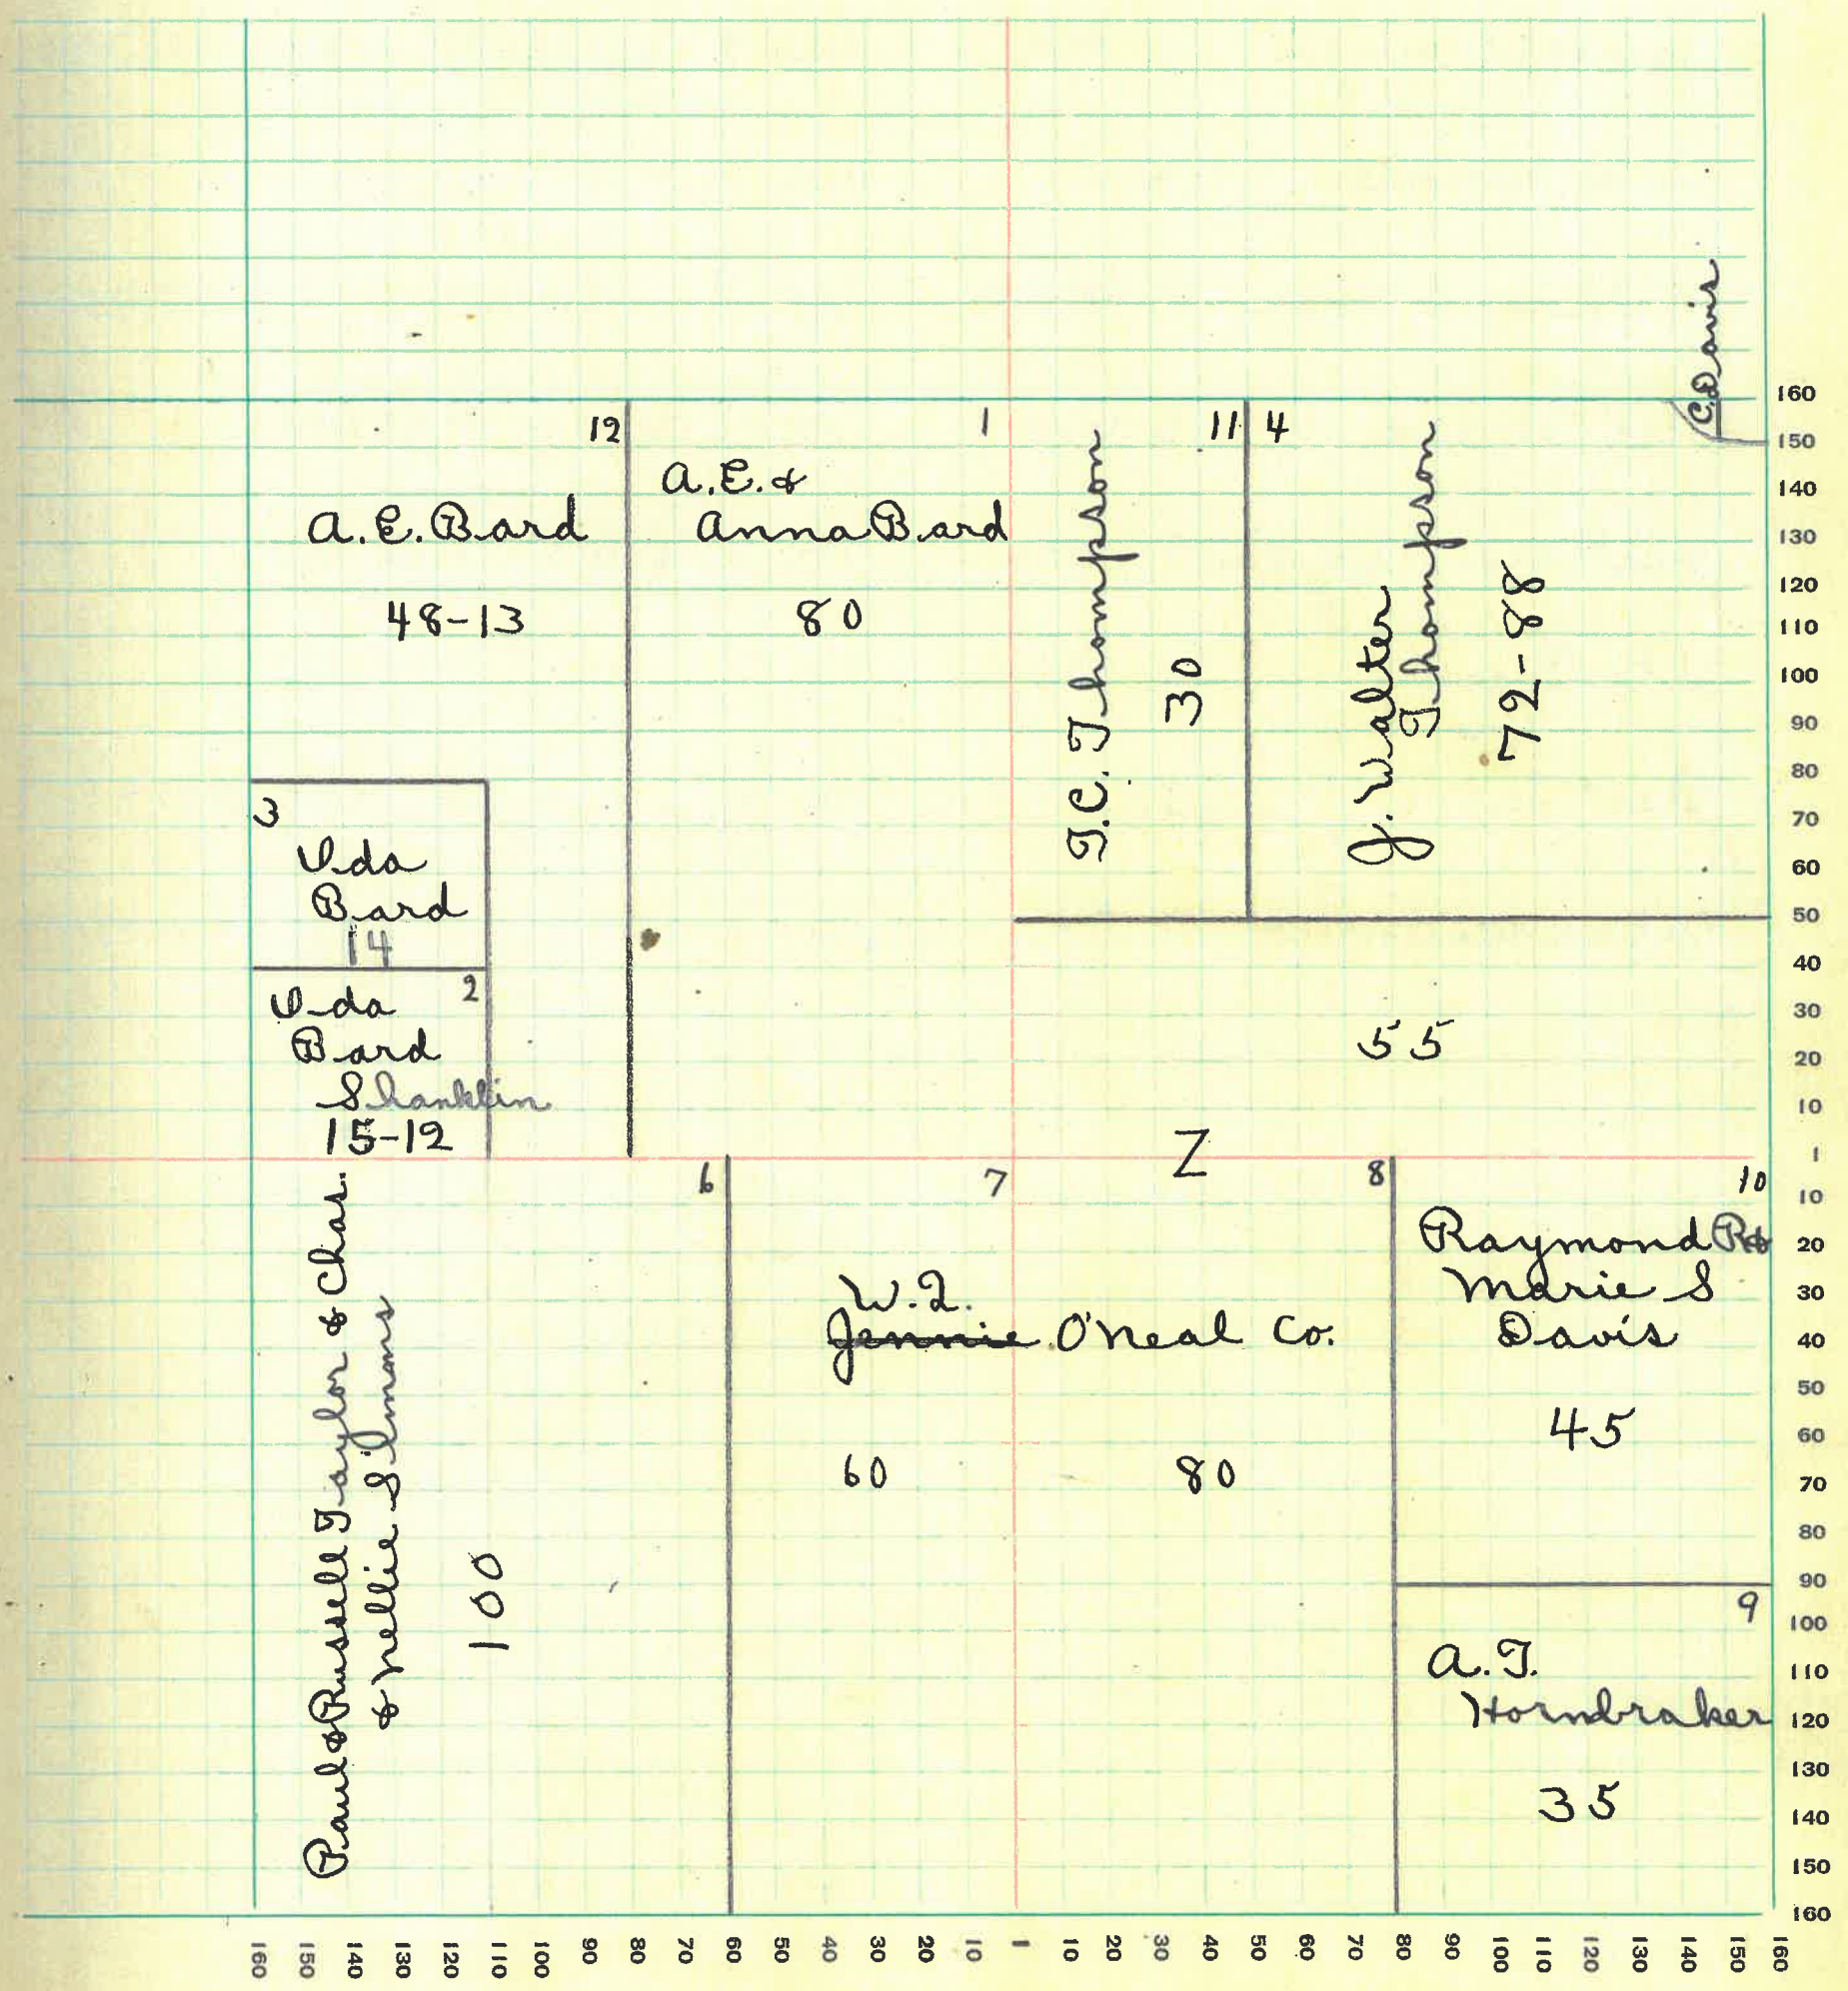 C. Davis
12
1
11
4
A.E. Bard
48-13
A.E. &
Anna Bard
80
T.C. Thompson
30
J. Walter
Thompson
72-88
3
Ida
Bard
14
2
Ida
Bard
Shanklin
15-12
55
Z
6
7
8
10
Paul & Russell Taylor & Chas.
& Nellie Simmons
100
W.Q.
Jennie O'Neal Co.
60
80
Raymond R &
Marie S
Davis
45
9
A.T.
Hornbraker
35
160
150
140
130
120
110
100
90
80
70
60
50
40
30
20
10
1
10
20
30
40
50
60
70
80
90
100
110
120
130
140
150
160
160 150 140 130 120 110 100 90 80 70 60 50 40 30 20 10 1 10 20 30 40 50 60 70 80 90 100 110 120 130 140 150 160